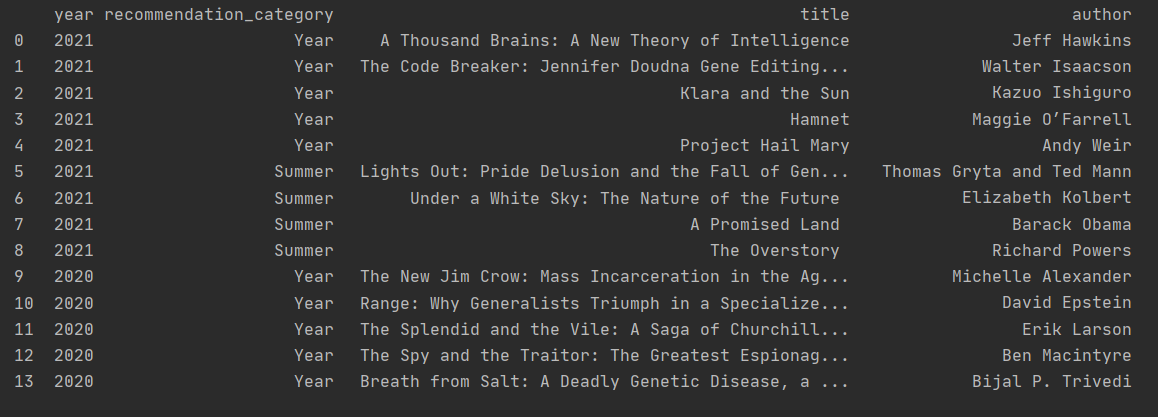 year recommendation_category title author
0 2021 Year A Thousand Brains: A New Theory of Intelligence Jeff Hawkins
1 2021 Year The Code Breaker: Jennifer Doudna Gene Editing... Walter Isaacson
2 2021 Year Klara and the Sun Kazuo Ishiguro
3 2021 Year Hamnet Maggie O’Farrell
4 2021 Year Project Hail Mary Andy Weir
5 2021 Summer Lights Out: Pride Delusion and the Fall of Gen... Thomas Gryta and Ted Mann
6 2021 Summer Under a White Sky: The Nature of the Future Elizabeth Kolbert
7 2021 Summer A Promised Land Barack Obama
8 2021 Summer The Overstory Richard Powers
9 2020 Year The New Jim Crow: Mass Incarceration in the Ag... Michelle Alexander
10 2020 Year Range: Why Generalists Triumph in a Specialize... David Epstein
11 2020 Year The Splendid and the Vile: A Saga of Churchill... Erik Larson
12 2020 Year The Spy and the Traitor: The Greatest Espionag... Ben Macintyre
13 2020 Year Breath from Salt: A Deadly Genetic Disease, a ... Bijal P. Trivedi